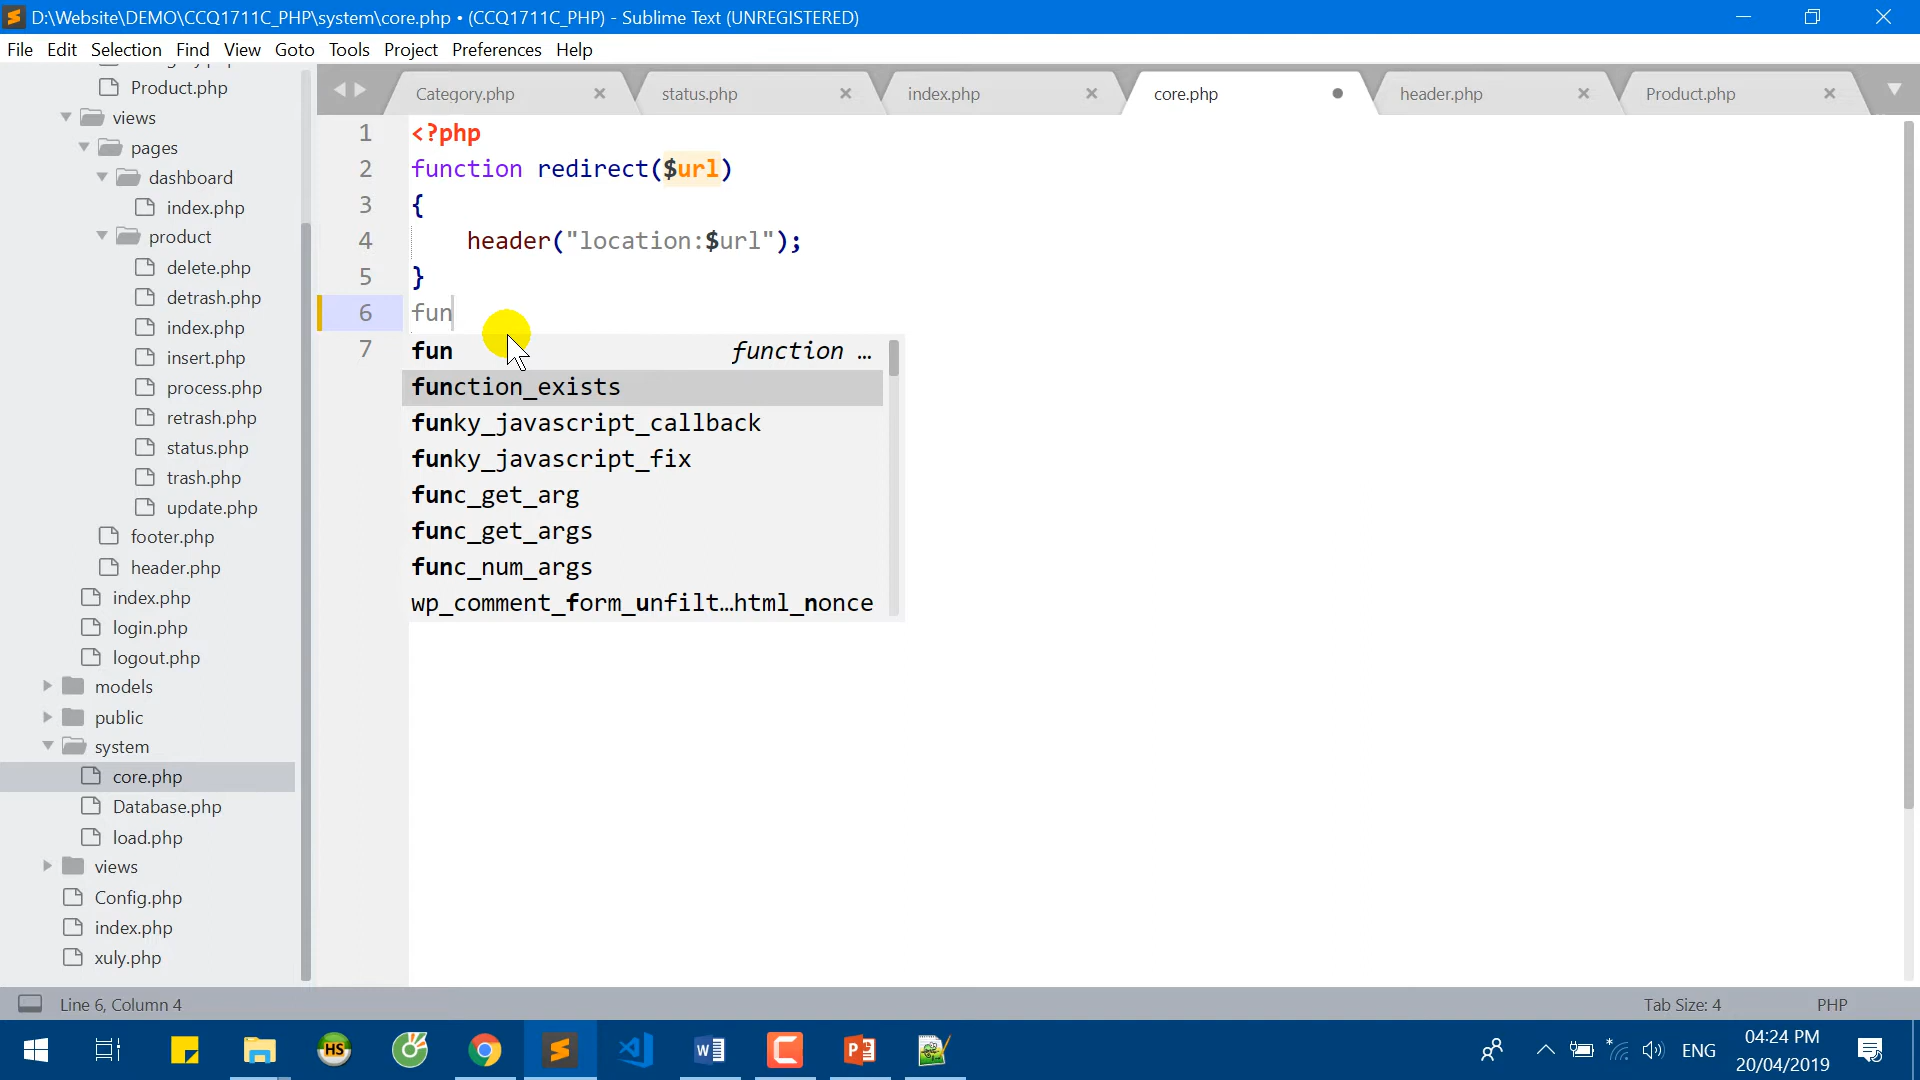 D:\Website\DEMO\CCQ1711C_PHP\system\core.php • (CCQ1711C_PHP) - Sublime Text (UNREGISTERED)
File Edit Selection Find View Goto Tools Project Preferences Help
Category.php status.php index.php core.php header.php Product.php
Product.php
views
pages
dashboard
index.php
product
delete.php
detrash.php
index.php
insert.php
process.php
retrash.php
status.php
trash.php
update.php
footer.php
header.php
index.php
login.php
logout.php
models
public
system
core.php
Database.php
load.php
views
Config.php
index.php
xuly.php
1 <?php
2 function redirect($url)
3 {
4 header("location:$url");
5 }
6 fun
7
fun function …
function_exists
funky_javascript_callback
funky_javascript_fix
func_get_arg
func_get_args
func_num_args
wp_comment_form_unfilt…html_nonce
Line 6, Column 4 Tab Size: 4 PHP
HS
ENG
04:24 PM
20/04/2019